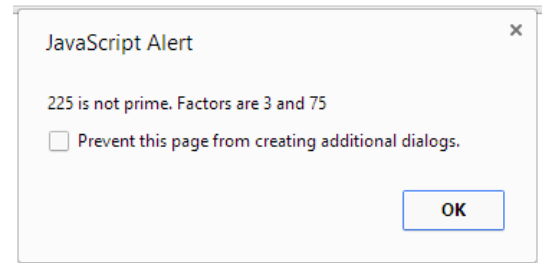 JavaScript Alert
225 is not prime. Factors are 3 and 75
Prevent this page from creating additional dialogs.
OK